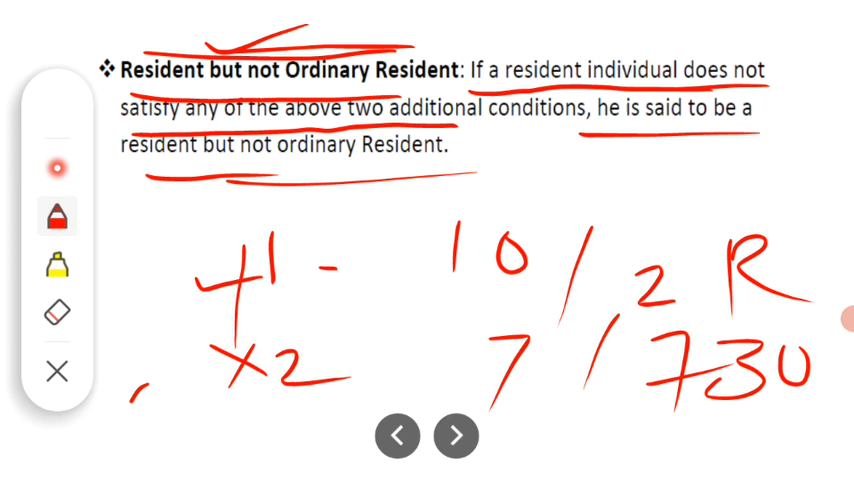 ❖ Resident but not Ordinary Resident: If a resident individual does not
satisfy any of the above two additional conditions, he is said to be a
resident but not ordinary Resident.
+1 - 10/2 R
x2 7/730